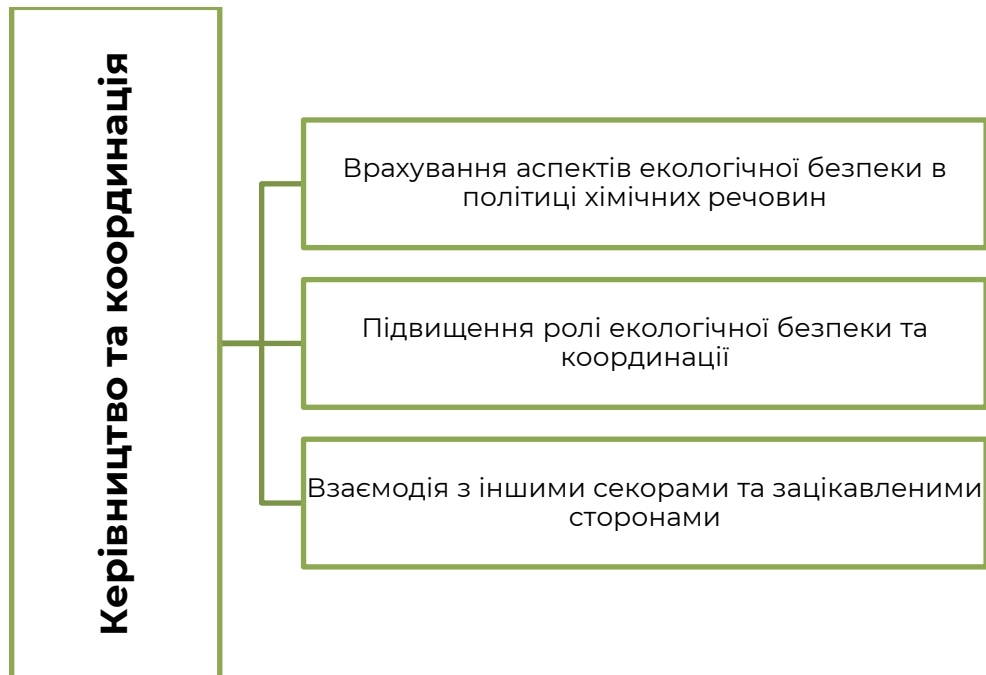 Керівництво та координація
Врахування аспектів екологічної безпеки в
політиці хімічних речовин
Підвищення ролі екологічної безпеки та
координації
Взаємодія з іншими секорами та зацікавленими
сторонами